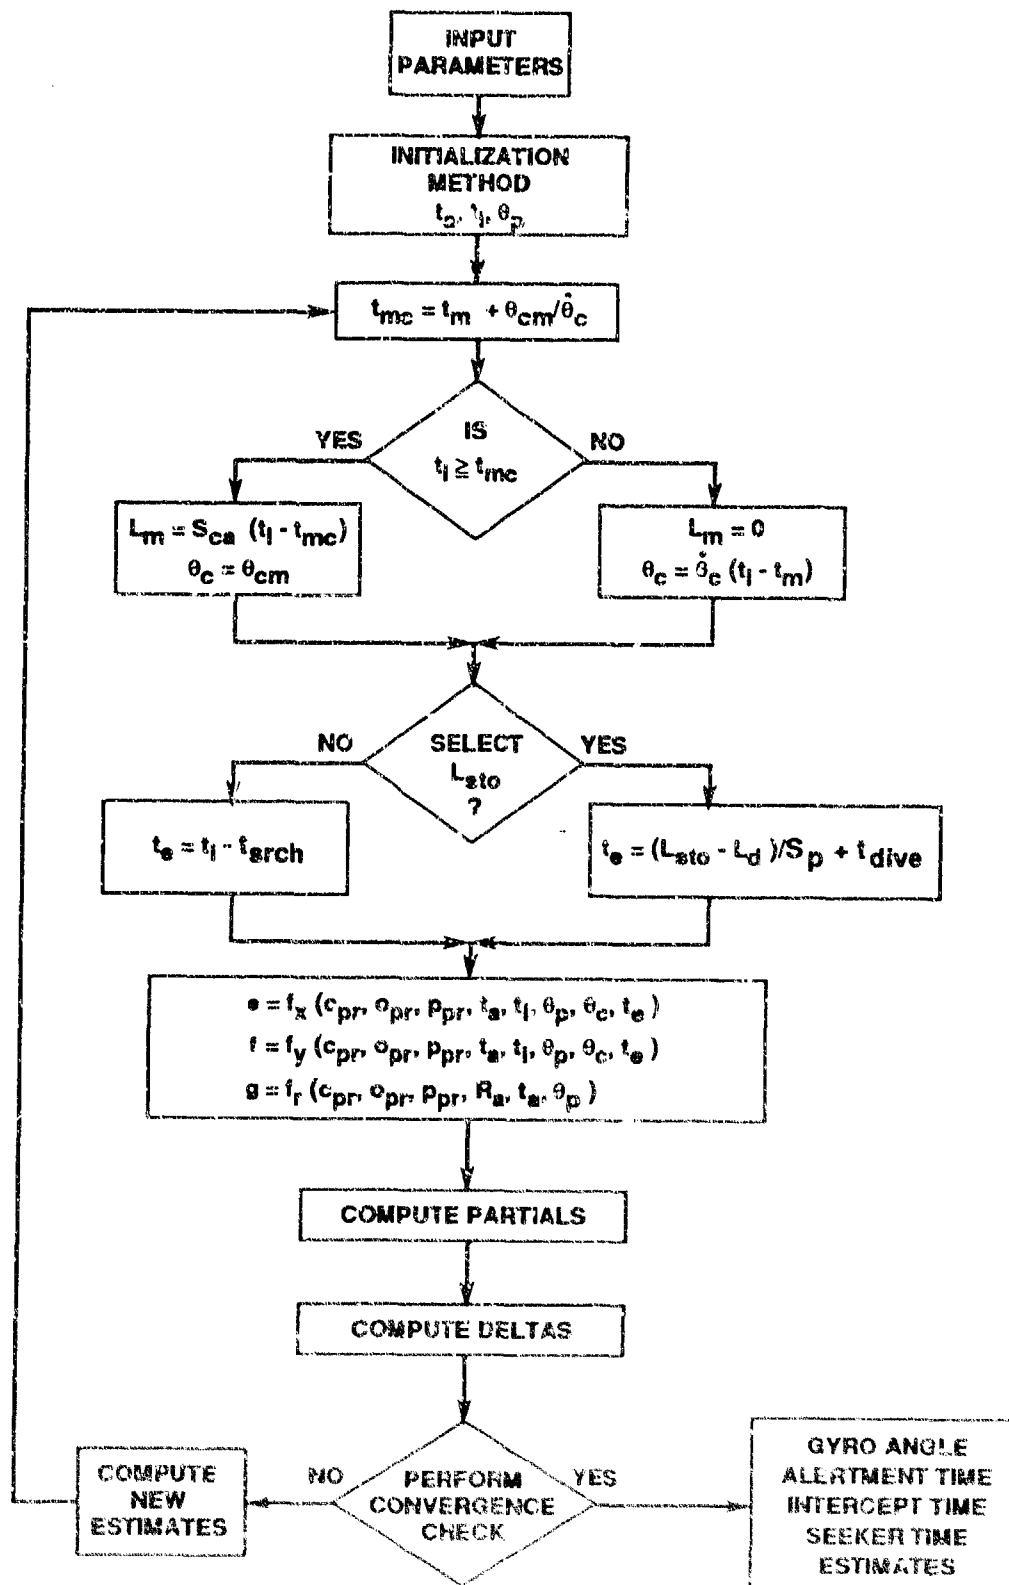 INPUT
PARAMETERS
INITIALIZATION
METHOD
t_a, t_i, θ_p
t_mc = t_m + θ_cm/θ̇_c
IS
t_i ≧ t_mc
YES
NO
L_m = S_ca (t_i - t_mc)
θ_c = θ_cm
L_m = 0
θ_c = θ̇_c (t_i - t_m)
SELECT
L_sto
?
NO
YES
t_e = t_i - t_srch
t_e = (L_sto - L_d)/S_p + t_dive
e = f_x (c_pr, o_pr, p_pr, t_a, t_i, θ_p, θ_c, t_e)
f = f_y (c_pr, o_pr, p_pr, t_a, t_i, θ_p, θ_c, t_e)
g = f_r (c_pr, o_pr, p_pr, R_a, t_a, θ_p)
COMPUTE PARTIALS
COMPUTE DELTAS
PERFORM
CONVERGENCE
CHECK
NO
YES
COMPUTE
NEW
ESTIMATES
GYRO ANGLE
ALERTMENT TIME
INTERCEPT TIME
SEEKER TIME
ESTIMATES